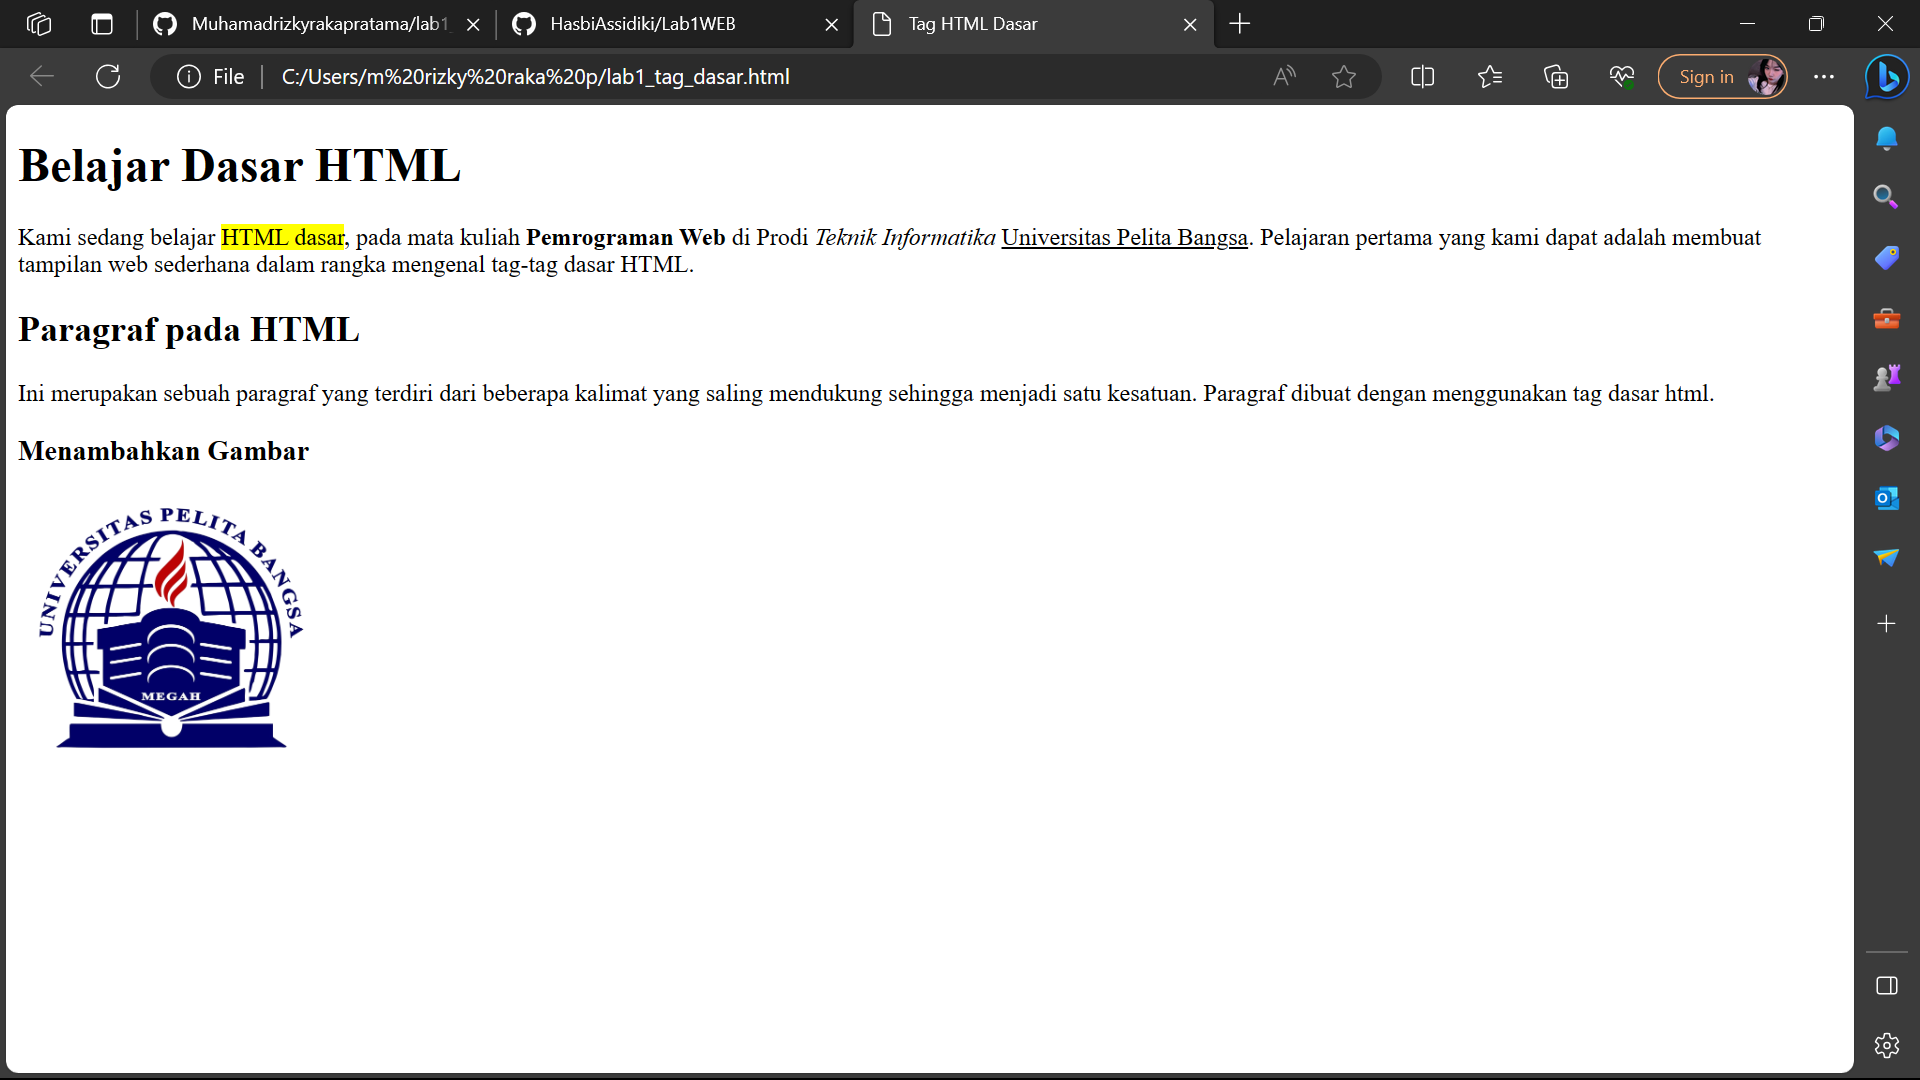 Muhamadrizkyrakapratama/lab1
HasbiAssidiki/Lab1WEB
Tag HTML Dasar
File
C:/Users/m%20rizky%20raka%20p/lab1_tag_dasar.html
Sign in
Belajar Dasar HTML
Kami sedang belajar HTML dasar, pada mata kuliah Pemrograman Web di Prodi Teknik Informatika Universitas Pelita Bangsa. Pelajaran pertama yang kami dapat adalah membuat
tampilan web sederhana dalam rangka mengenal tag-tag dasar HTML.
Paragraf pada HTML
Ini merupakan sebuah paragraf yang terdiri dari beberapa kalimat yang saling mendukung sehingga menjadi satu kesatuan. Paragraf dibuat dengan menggunakan tag dasar html.
Menambahkan Gambar
UNIVERSITAS PELITA BANGSA
MEGAH